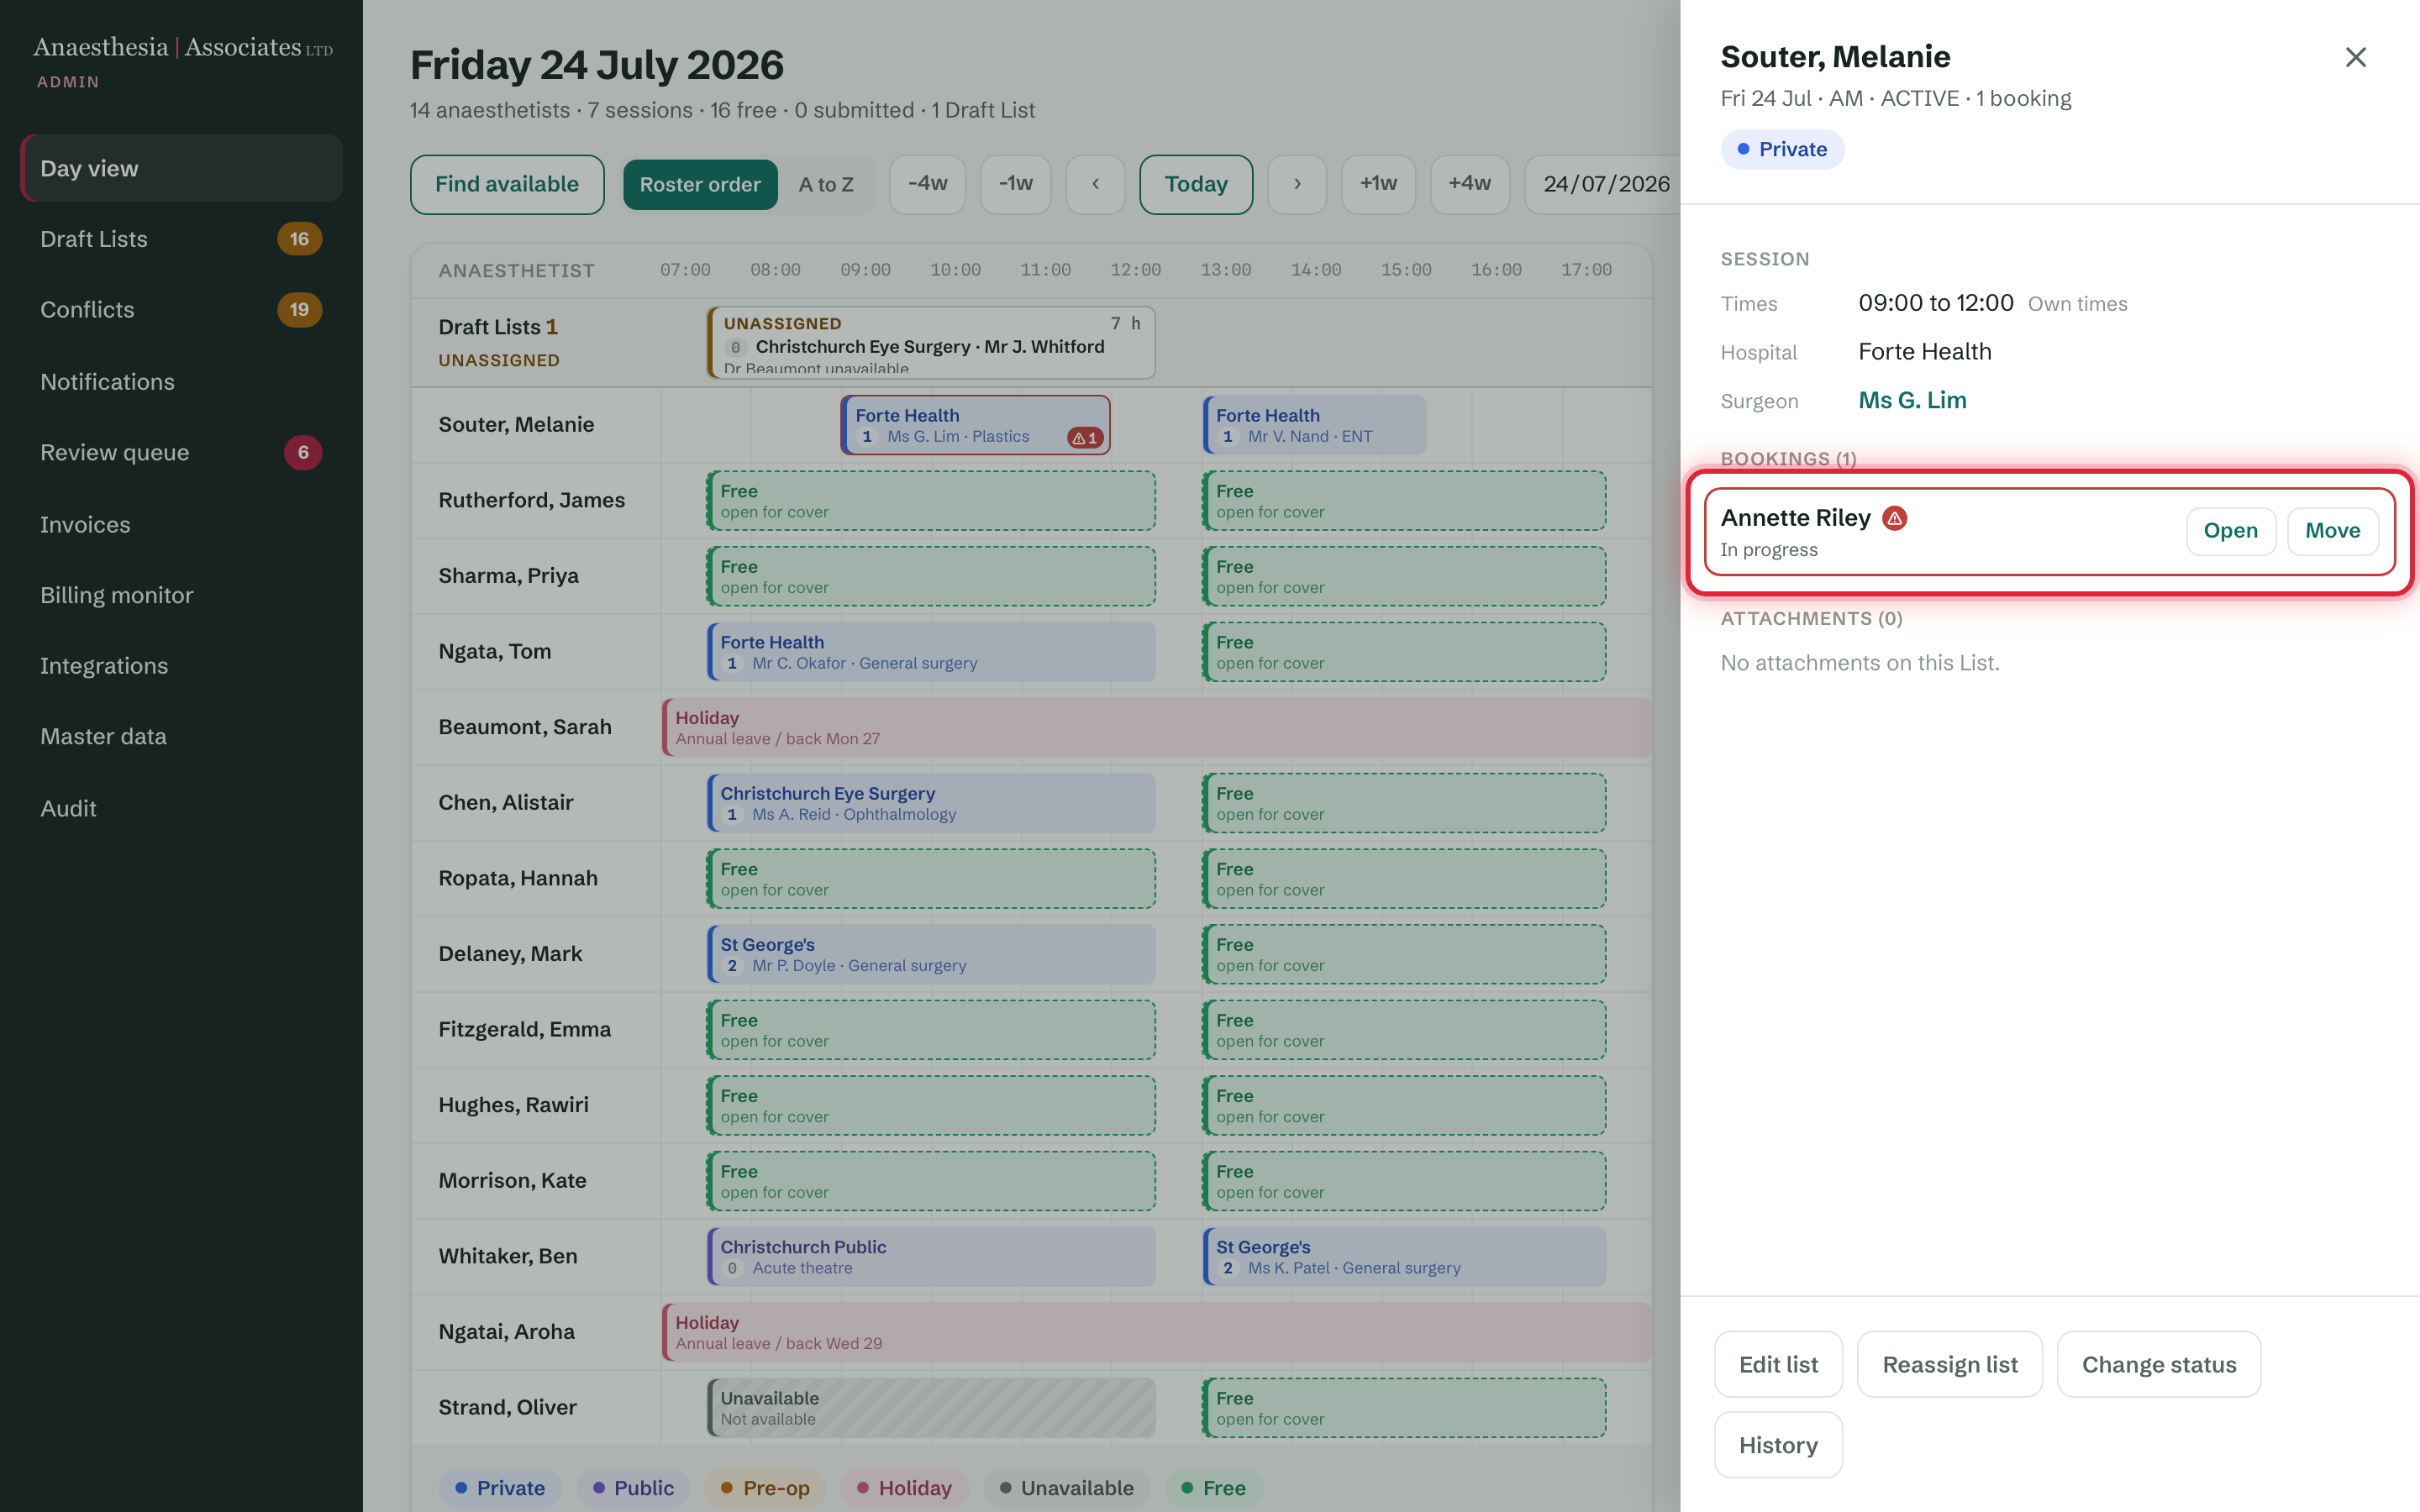 Anaesthesia | Associates LTD
ADMIN
Day view
Draft Lists 16
Conflicts 19
Notifications
Review queue 6
Invoices
Billing monitor
Integrations
Master data
Audit
Friday 24 July 2026
14 anaesthetists · 7 sessions · 16 free · 0 submitted · 1 Draft List
Find available Roster order A to Z -4w -1w ‹ Today › +1w +4w 24/07/2026
ANAESTHETIST 07:00 08:00 09:00 10:00 11:00 12:00 13:00 14:00 15:00 16:00 17:00
Draft Lists 1
UNASSIGNED
UNASSIGNED 7 h
0 Christchurch Eye Surgery · Mr J. Whitford
Dr Beaumont unavailable
Souter, Melanie
Forte Health
1 Ms G. Lim · Plastics 1
Forte Health
1 Mr V. Nand · ENT
Rutherford, James
Free
open for cover
Free
open for cover
Sharma, Priya
Free
open for cover
Free
open for cover
Ngata, Tom
Forte Health
1 Mr C. Okafor · General surgery
Free
open for cover
Beaumont, Sarah
Holiday
Annual leave / back Mon 27
Chen, Alistair
Christchurch Eye Surgery
1 Ms A. Reid · Ophthalmology
Free
open for cover
Ropata, Hannah
Free
open for cover
Free
open for cover
Delaney, Mark
St George's
2 Mr P. Doyle · General surgery
Free
open for cover
Fitzgerald, Emma
Free
open for cover
Free
open for cover
Hughes, Rawiri
Free
open for cover
Free
open for cover
Morrison, Kate
Free
open for cover
Free
open for cover
Whitaker, Ben
Christchurch Public
0 Acute theatre
St George's
2 Ms K. Patel · General surgery
Ngatai, Aroha
Holiday
Annual leave / back Wed 29
Strand, Oliver
Unavailable
Not available
Free
open for cover
Private Public Pre-op Holiday Unavailable Free
Souter, Melanie
Fri 24 Jul · AM · ACTIVE · 1 booking
Private
SESSION
Times 09:00 to 12:00 Own times
Hospital Forte Health
Surgeon Ms G. Lim
BOOKINGS (1)
Annette Riley
In progress
Open Move
ATTACHMENTS (0)
No attachments on this List.
Edit list Reassign list Change status
History